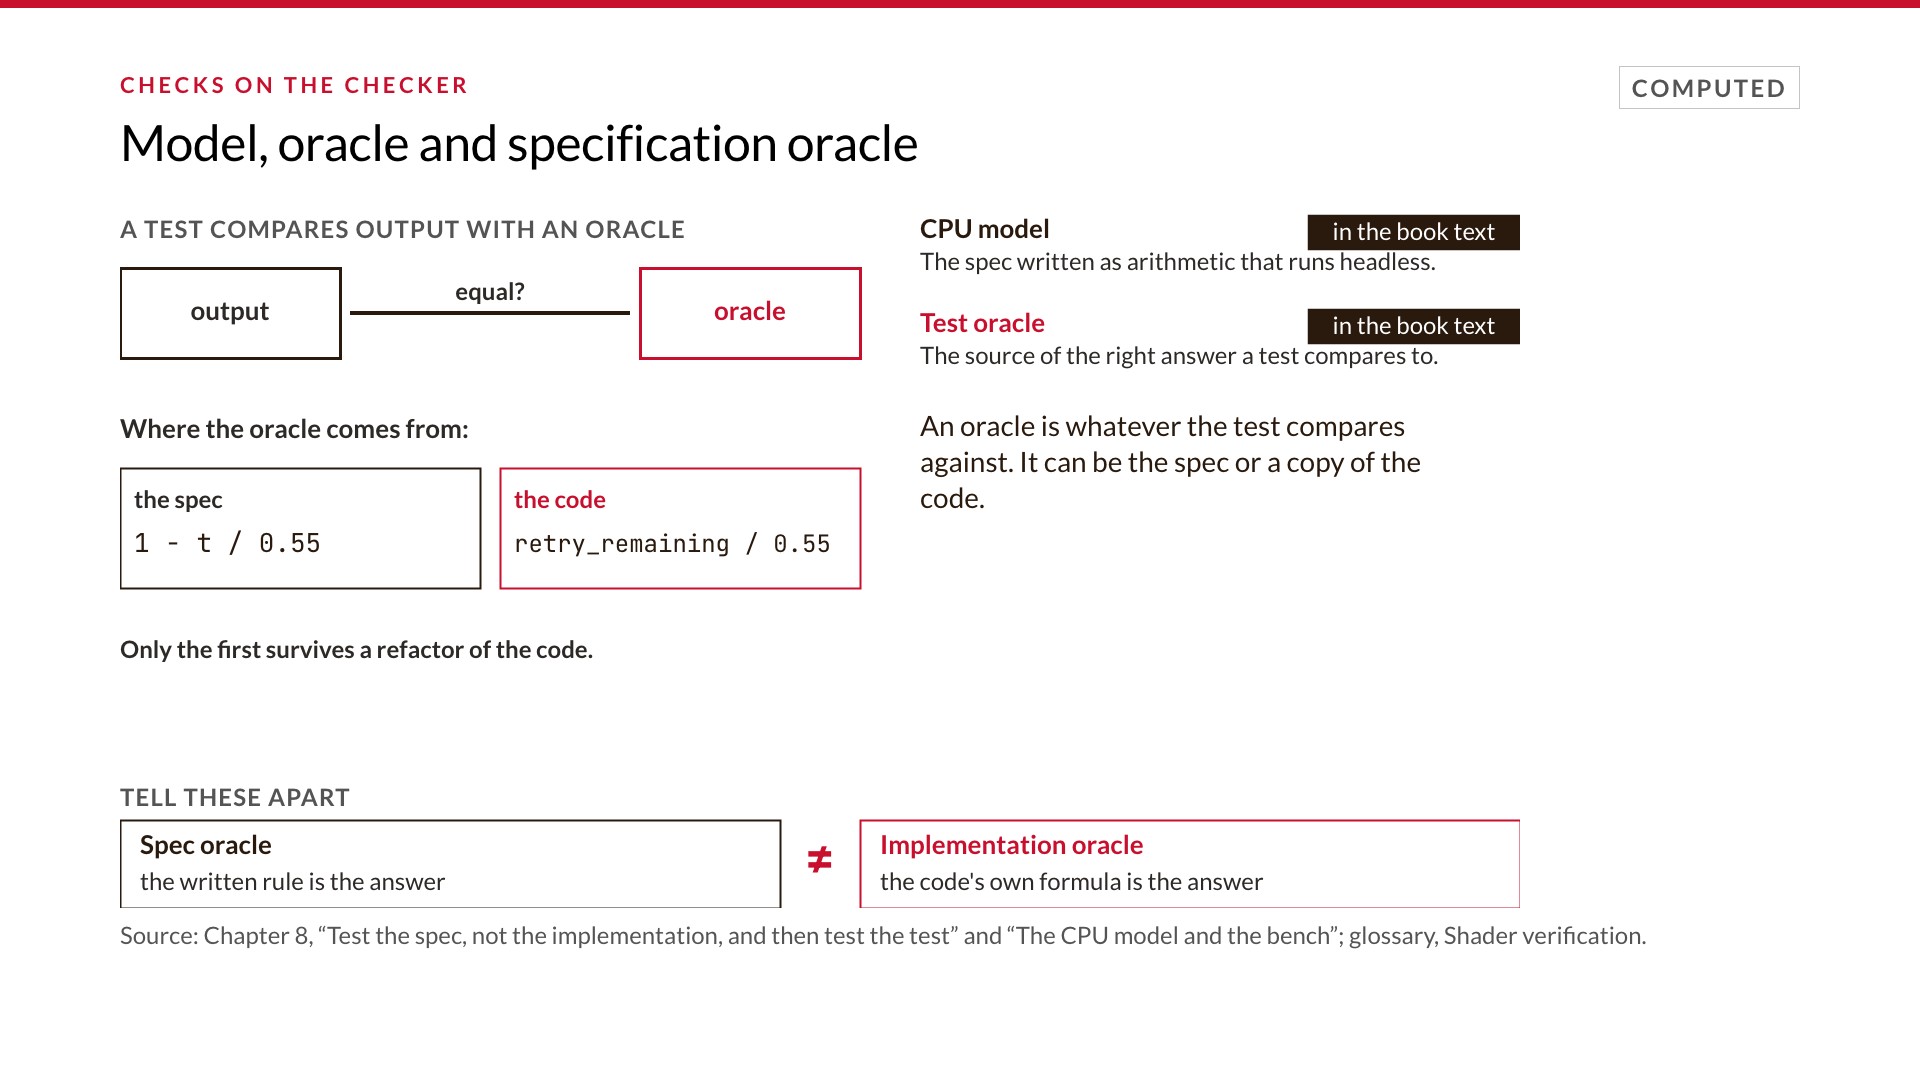 CHECKS ON THE CHECKER
COMPUTED
Model, oracle and specification oracle
A TEST COMPARES OUTPUT WITH AN ORACLE
output
equal?
oracle
Where the oracle comes from:
the spec
1 - t / 0.55
the code
retry_remaining / 0.55
Only the first survives a refactor of the code.
CPU model
in the book text
The spec written as arithmetic that runs headless.
Test oracle
in the book text
The source of the right answer a test compares to.
An oracle is whatever the test compares
against. It can be the spec or a copy of the
code.
TELL THESE APART
Spec oracle
the written rule is the answer
≠
Implementation oracle
the code's own formula is the answer
Source: Chapter 8, “Test the spec, not the implementation, and then test the test” and “The CPU model and the bench”; glossary, Shader verification.